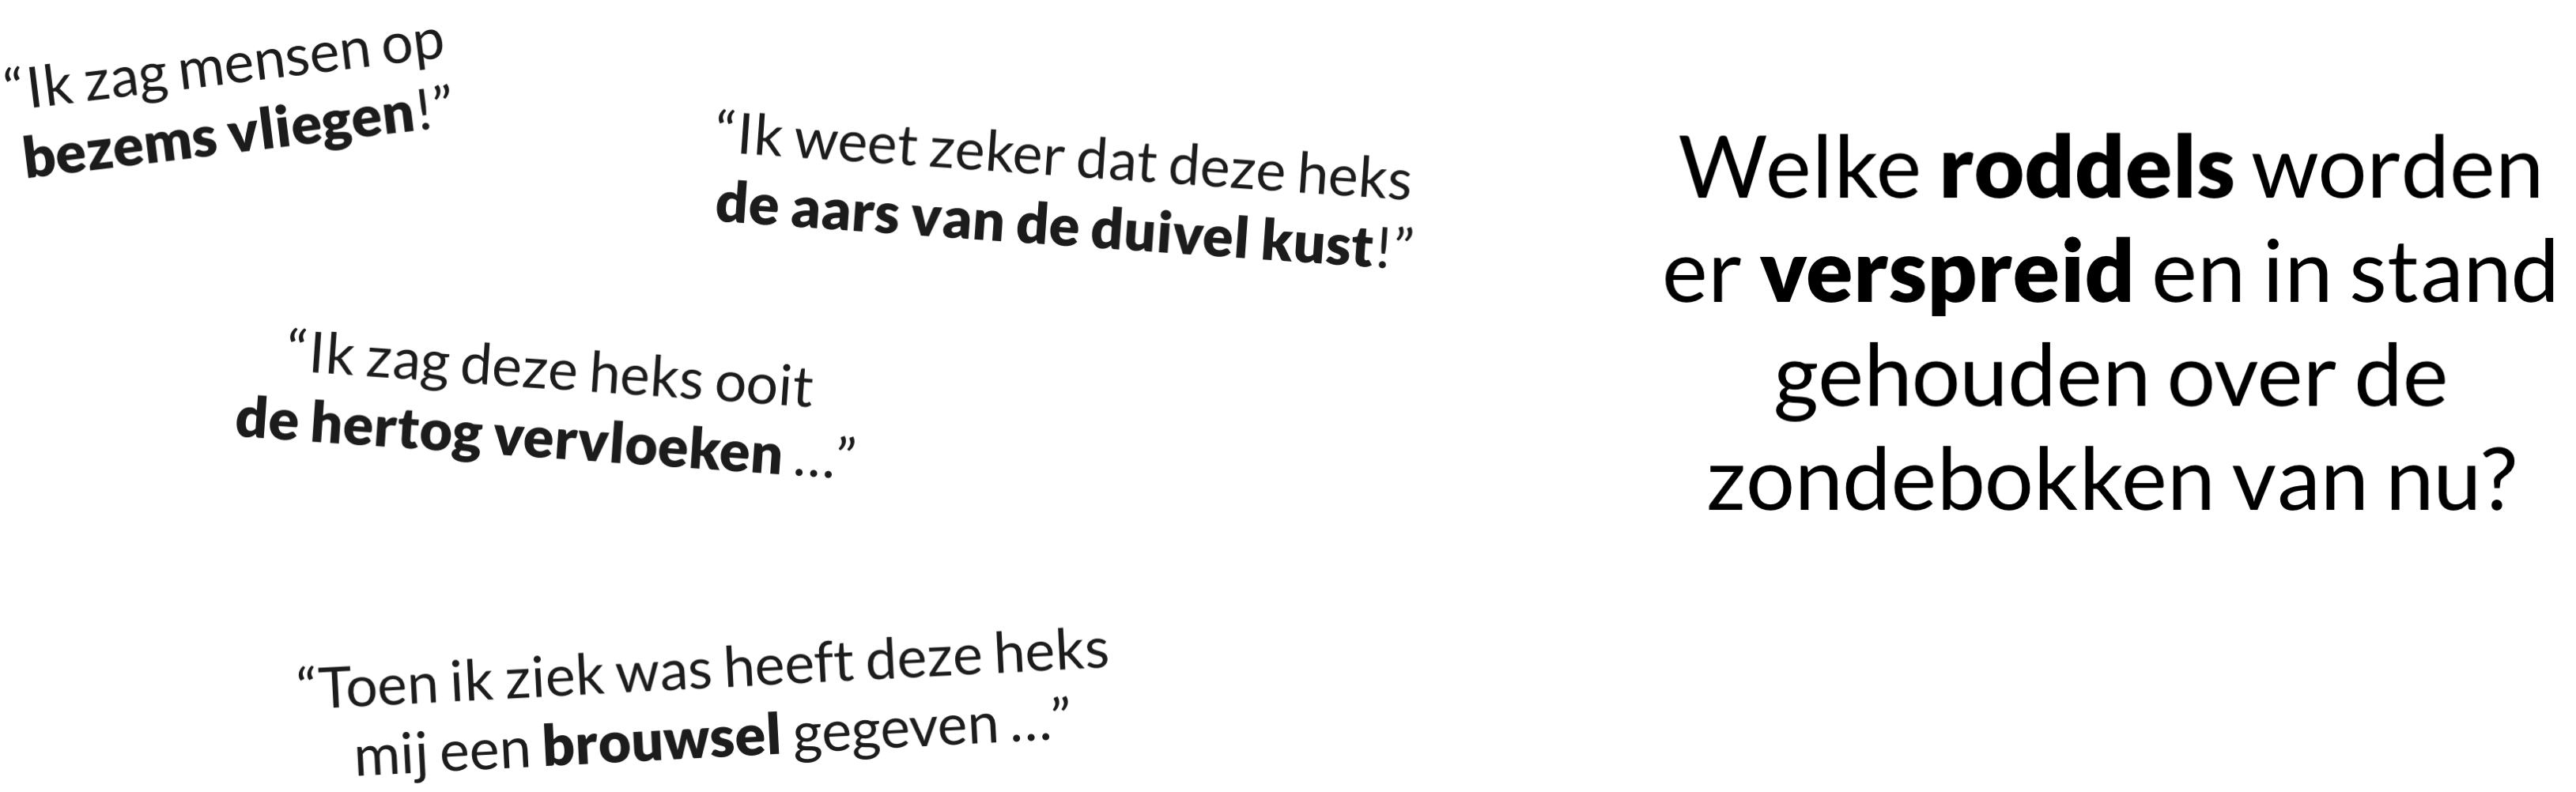 “Ik zag mensen op
bezems vliegen!”
“Ik weet zeker dat deze heks
de aars van de duivel kust!”
“Ik zag deze heks ooit
de hertog vervloeken ...”
“Toen ik ziek was heeft deze heks
mij een brouwsel gegeven ...”
Welke roddels worden
er verspreid en in stand
gehouden over de
zondebokken van nu?